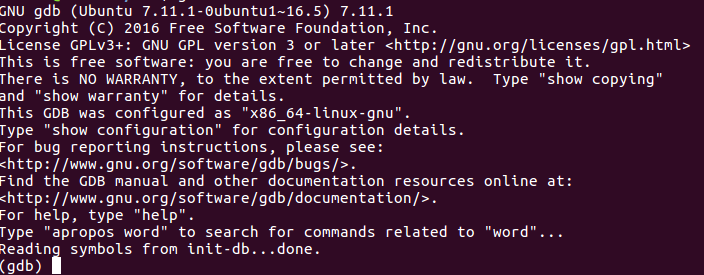 GNU gdb (Ubuntu 7.11.1-0ubuntu1~16.5) 7.11.1
Copyright (C) 2016 Free Software Foundation, Inc.
License GPLv3+: GNU GPL version 3 or later <http://gnu.org/licenses/gpl.html>
This is free software: you are free to change and redistribute it.
There is NO WARRANTY, to the extent permitted by law.  Type "show copying"
and "show warranty" for details.
This GDB was configured as "x86_64-linux-gnu".
Type "show configuration" for configuration details.
For bug reporting instructions, please see:
<http://www.gnu.org/software/gdb/bugs/>.
Find the GDB manual and other documentation resources online at:
<http://www.gnu.org/software/gdb/documentation/>.
For help, type "help".
Type "apropos word" to search for commands related to "word"...
Reading symbols from init-db...done.
(gdb)